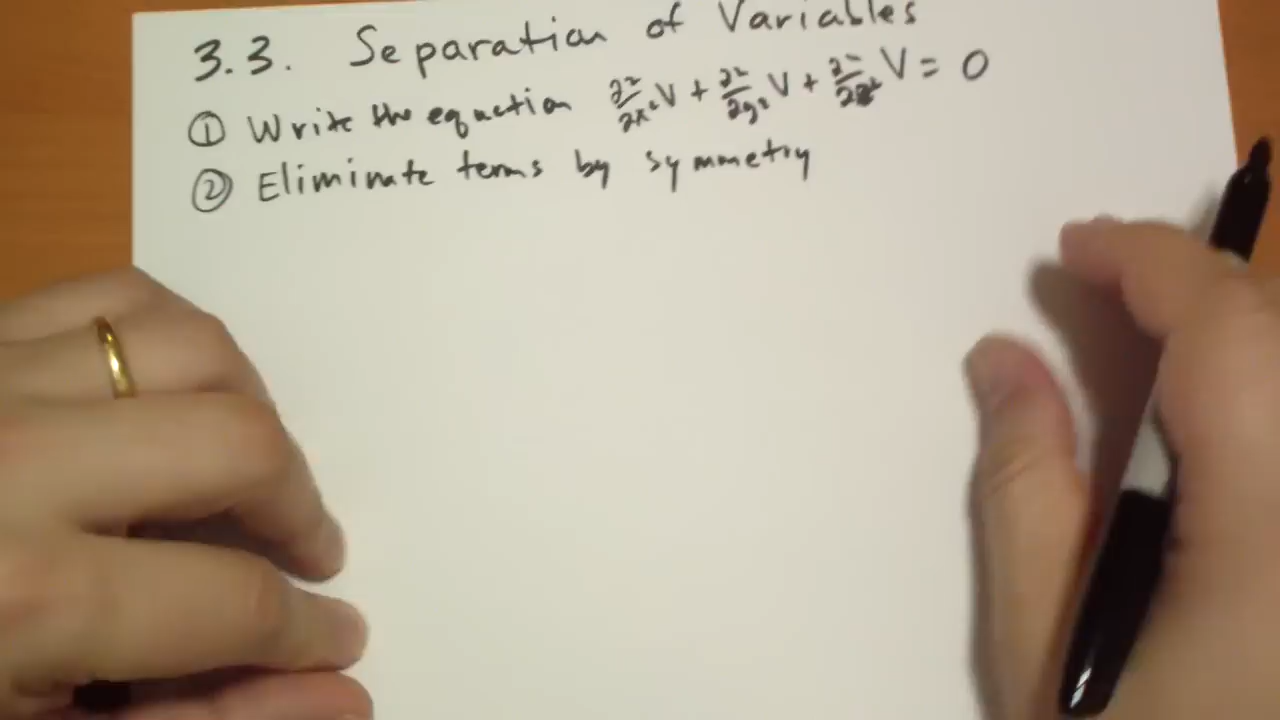 3.3. Separation of Variables
① Write the equation ∂²/∂x² V + ∂²/∂y² V + ∂²/∂z² V = 0
② Eliminate terms by symmetry